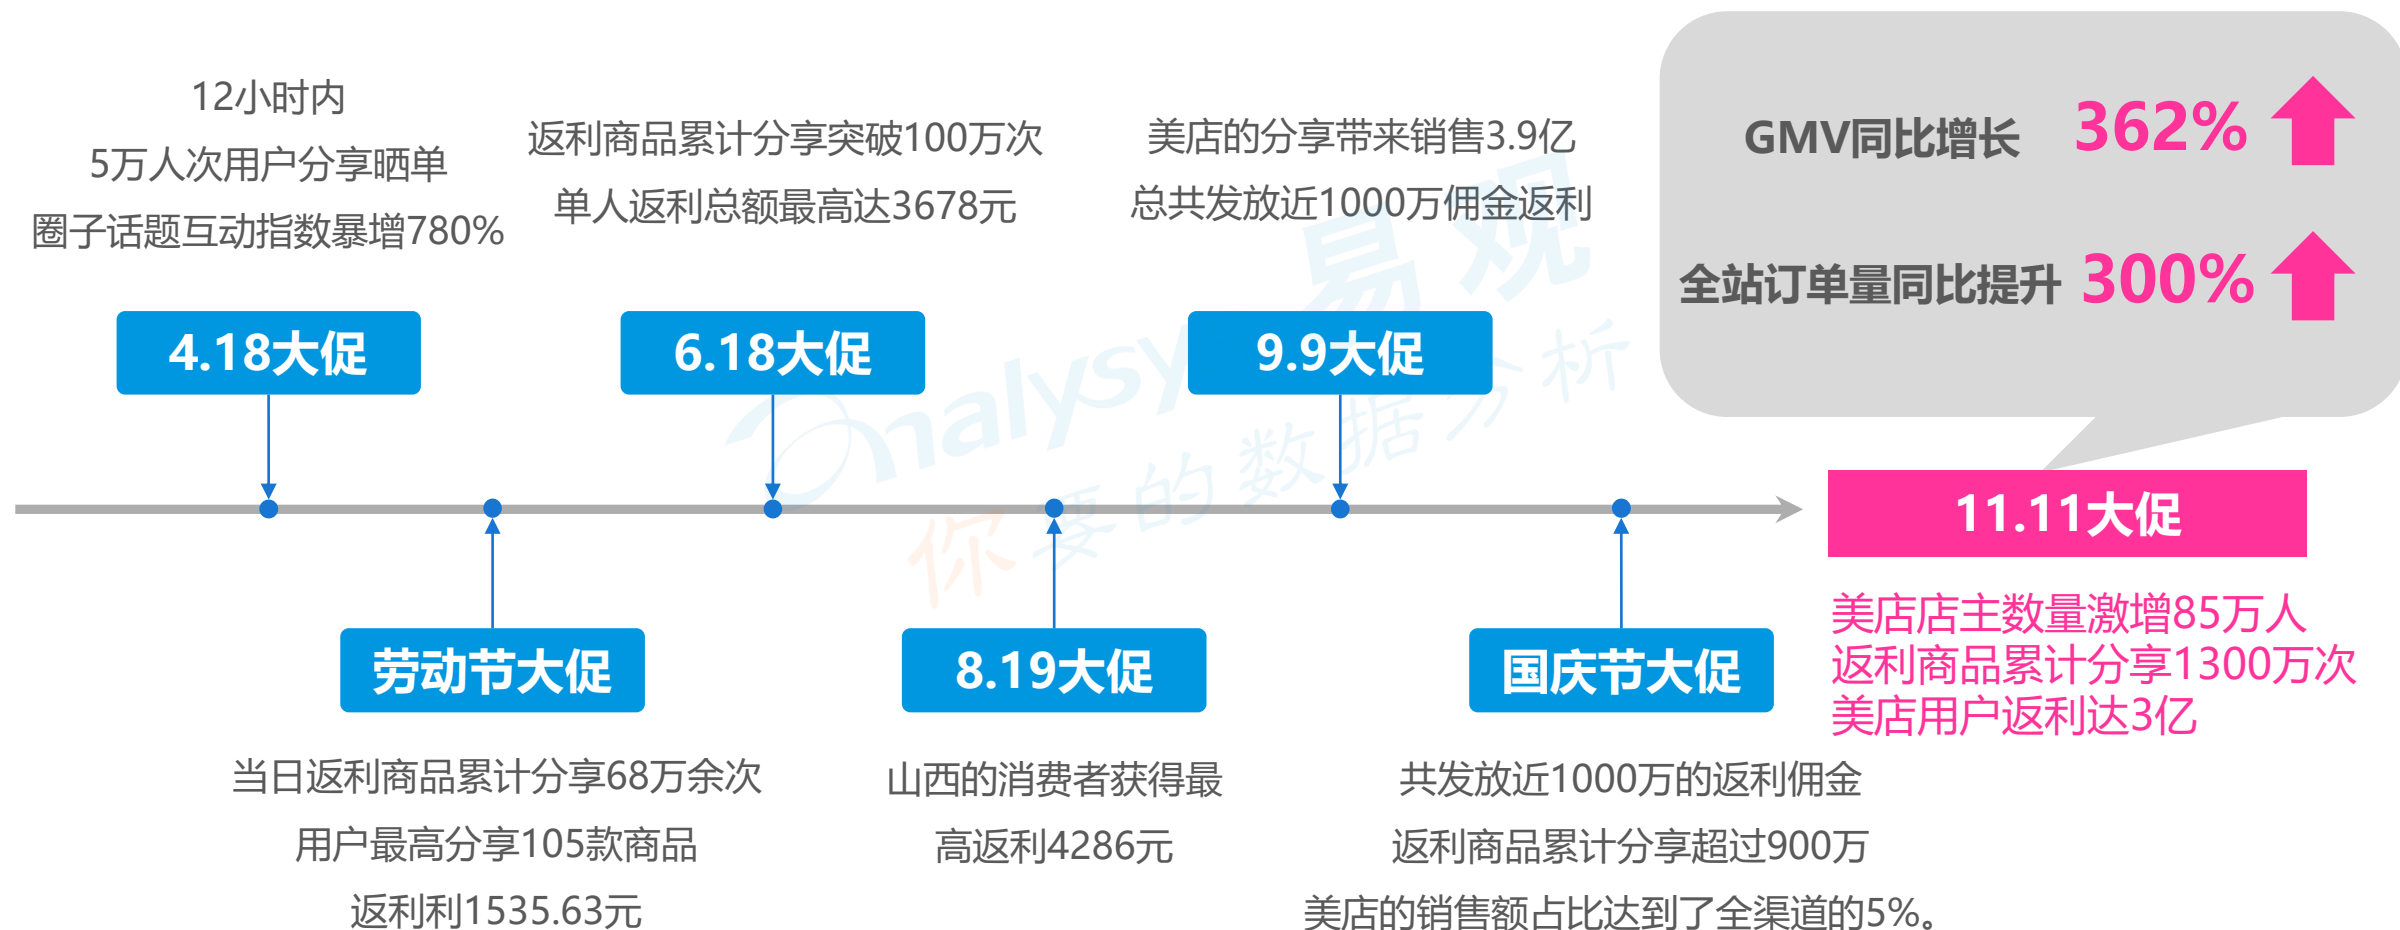 12小时内
5万人次用户分享晒单
圈子话题互动指数暴增780%
4.18大促
返利商品累计分享突破100万次
单人返利总额最高达3678元
6.18大促
美店的分享带来销售3.9亿
总共发放近1000万佣金返利
9.9大促
GMV同比增长 362%
全站订单量同比提升 300%
11.11大促
美店店主数量激增85万人
返利商品累计分享1300万次
美店用户返利达3亿
劳动节大促
当日返利商品累计分享68万余次
用户最高分享105款商品
返利利1535.63元
8.19大促
山西的消费者获得最
高返利4286元
国庆节大促
共发放近1000万的返利佣金
返利商品累计分享超过900万
美店的销售额占比达到了全渠道的5%。
nalysy 易观
你要的数据分析